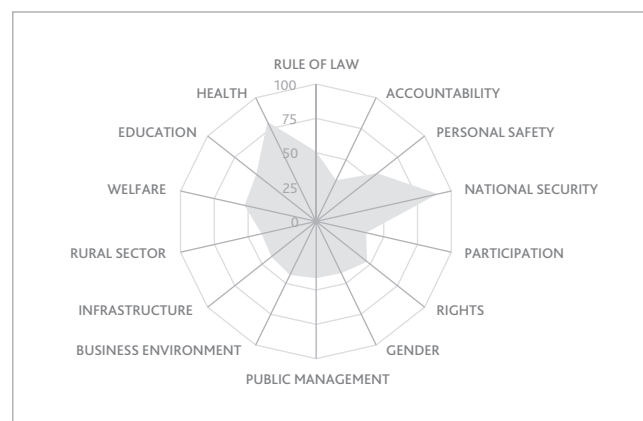 RULE OF LAW
100
HEALTH
ACCOUNTABILITY
75
EDUCATION
PERSONAL SAFETY
50
WELFARE
25
NATIONAL SECURITY
0
RURAL SECTOR
PARTICIPATION
INFRASTRUCTURE
RIGHTS
BUSINESS ENVIRONMENT
GENDER
PUBLIC MANAGEMENT